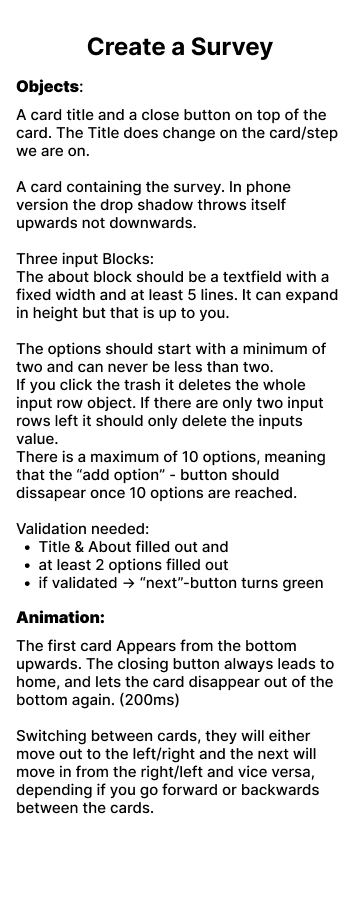 Create a Survey
Objects:
A card title and a close button on top of the
card. The Title does change on the card/step
we are on.
A card containing the survey. In phone
version the drop shadow throws itself
upwards not downwards.
Three input Blocks:
The about block should be a textfield with a
fixed width and at least 5 lines. It can expand
in height but that is up to you.
The options should start with a minimum of
two and can never be less than two.
If you click the trash it deletes the whole
input row object. If there are only two input
rows left it should only delete the inputs
value.
There is a maximum of 10 options, meaning
that the “add option” - button should
dissapear once 10 options are reached.
Validation needed:
• Title & About filled out and
• at least 2 options filled out
• if validated → “next”-button turns green
Animation:
The first card Appears from the bottom
upwards. The closing button always leads to
home, and lets the card disappear out of the
bottom again. (200ms)
Switching between cards, they will either
move out to the left/right and the next will
move in from the right/left and vice versa,
depending if you go forward or backwards
between the cards.